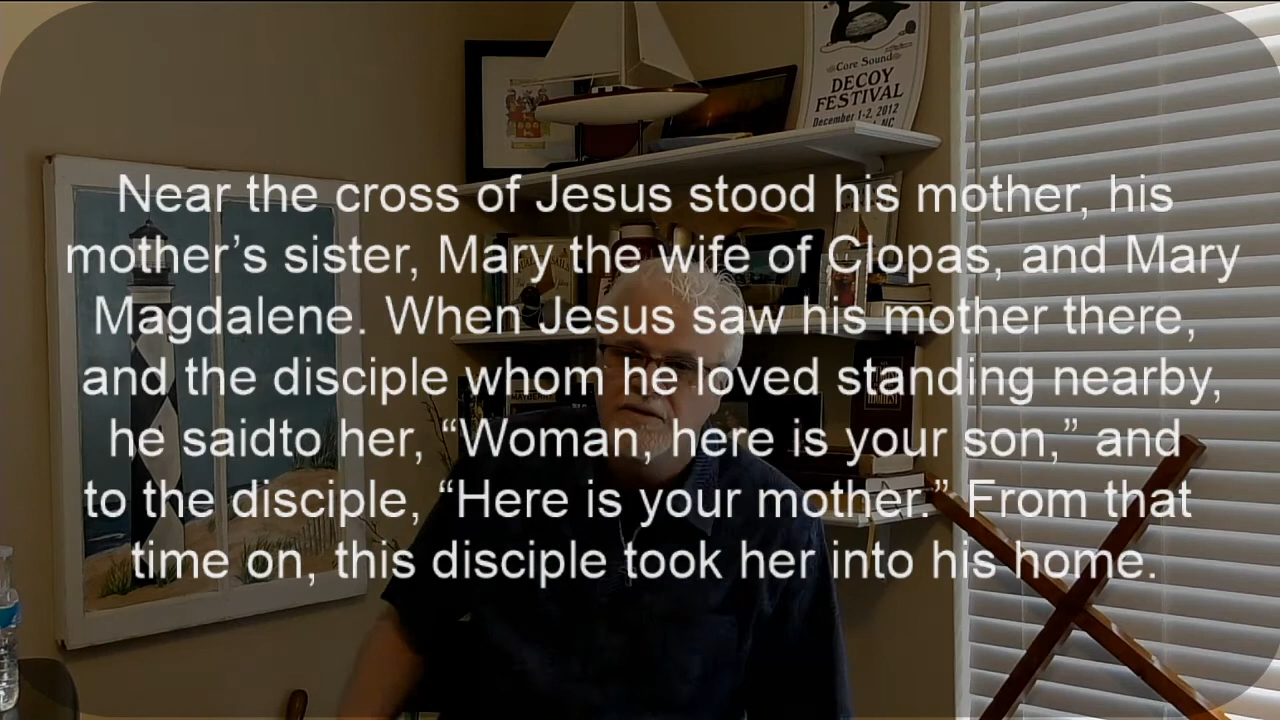 Core Sound
DECOY
FESTIVAL
December 1-2, 2012
NC
Near the cross of Jesus stood his mother, his
mother’s sister, Mary the wife of Clopas, and Mary
Magdalene. When Jesus saw his mother there,
and the disciple whom he loved standing nearby,
he saidto her, “Woman, here is your son,” and
to the disciple, “Here is your mother.” From that
time on, this disciple took her into his home.